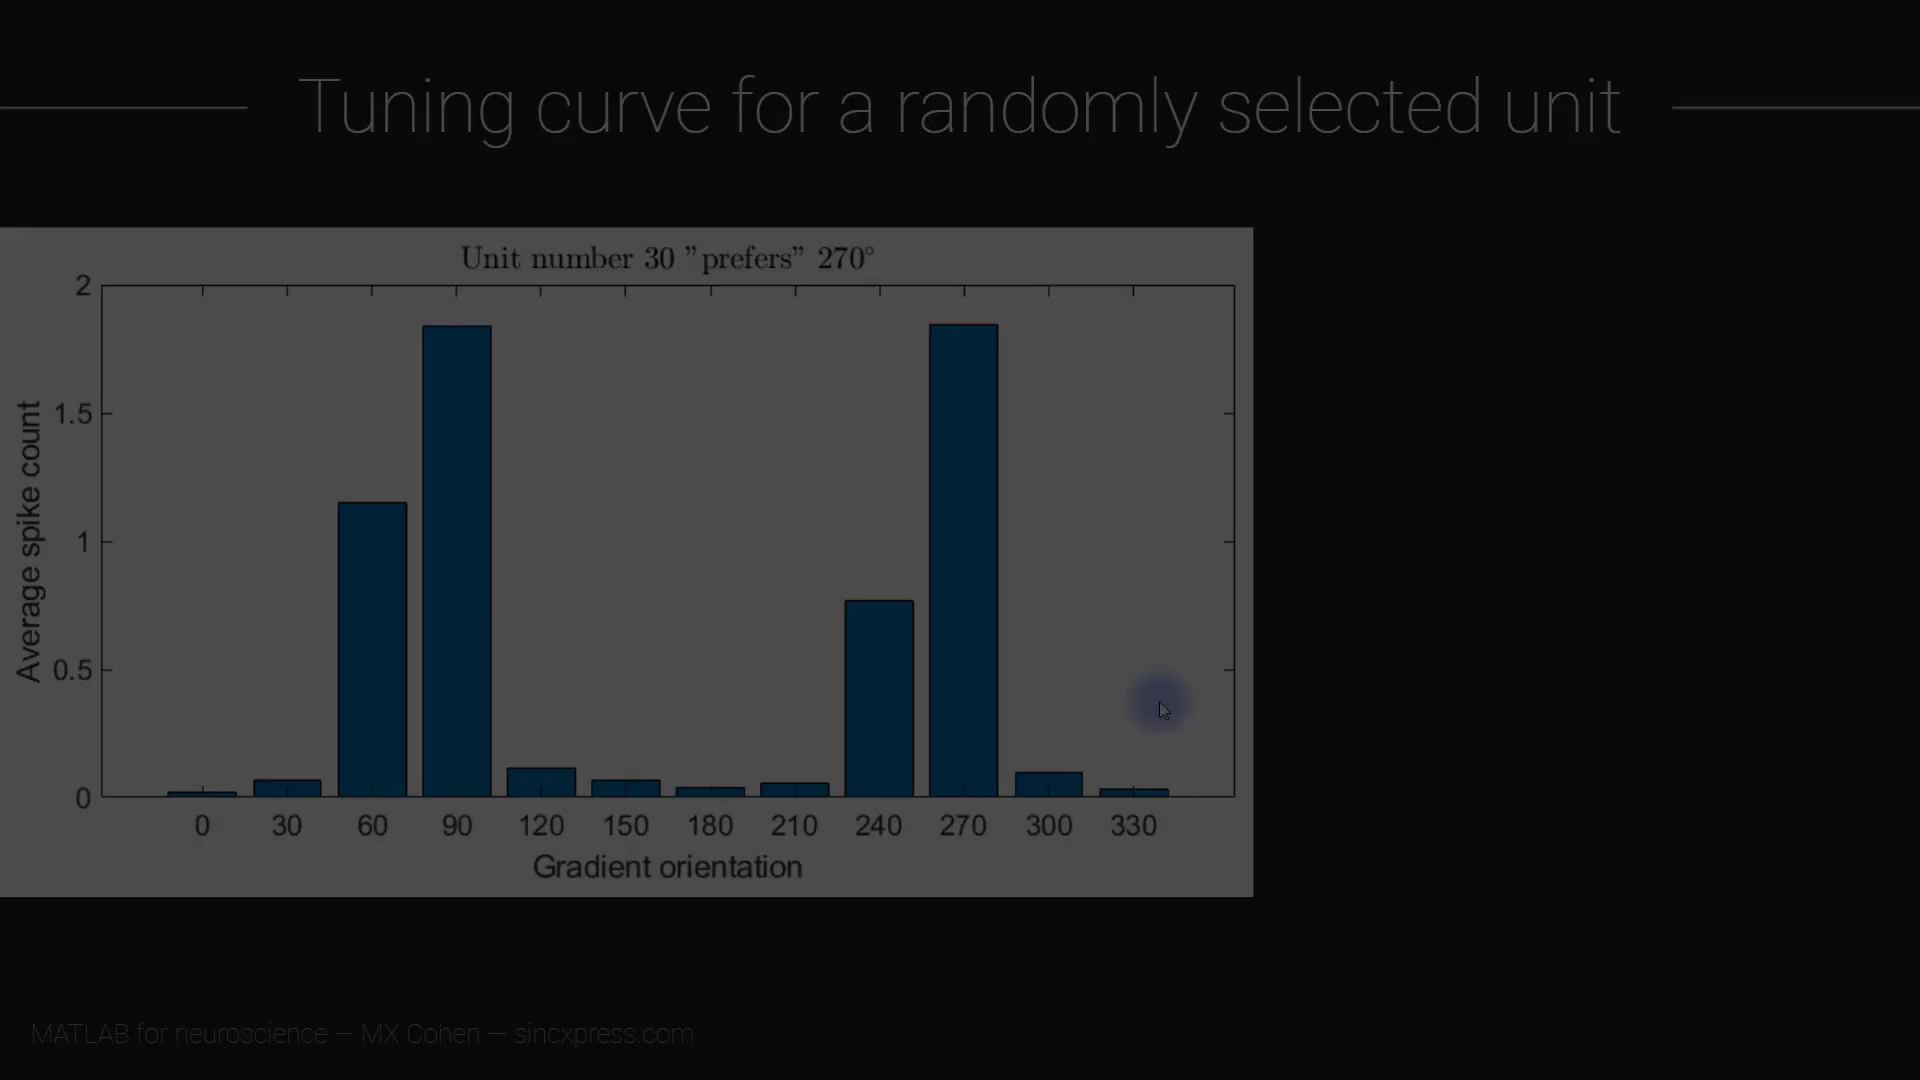 Tuning curve for a randomly selected unit
Unit number 30 "prefers" 270°
2
1.5
1
0.5
0
Average spike count
0 30 60 90 120 150 180 210 240 270 300 330
Gradient orientation
MATLAB for neuroscience — MX Cohen — sincxpress.com